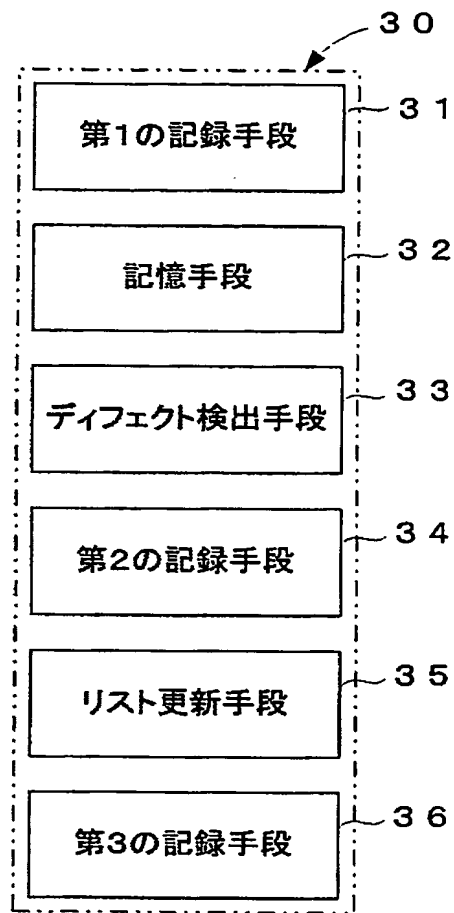 ３０
第1の記録手段
３１
記憶手段
３２
ディフェクト検出手段
３３
第2の記録手段
３４
リスト更新手段
３５
第3の記録手段
３６